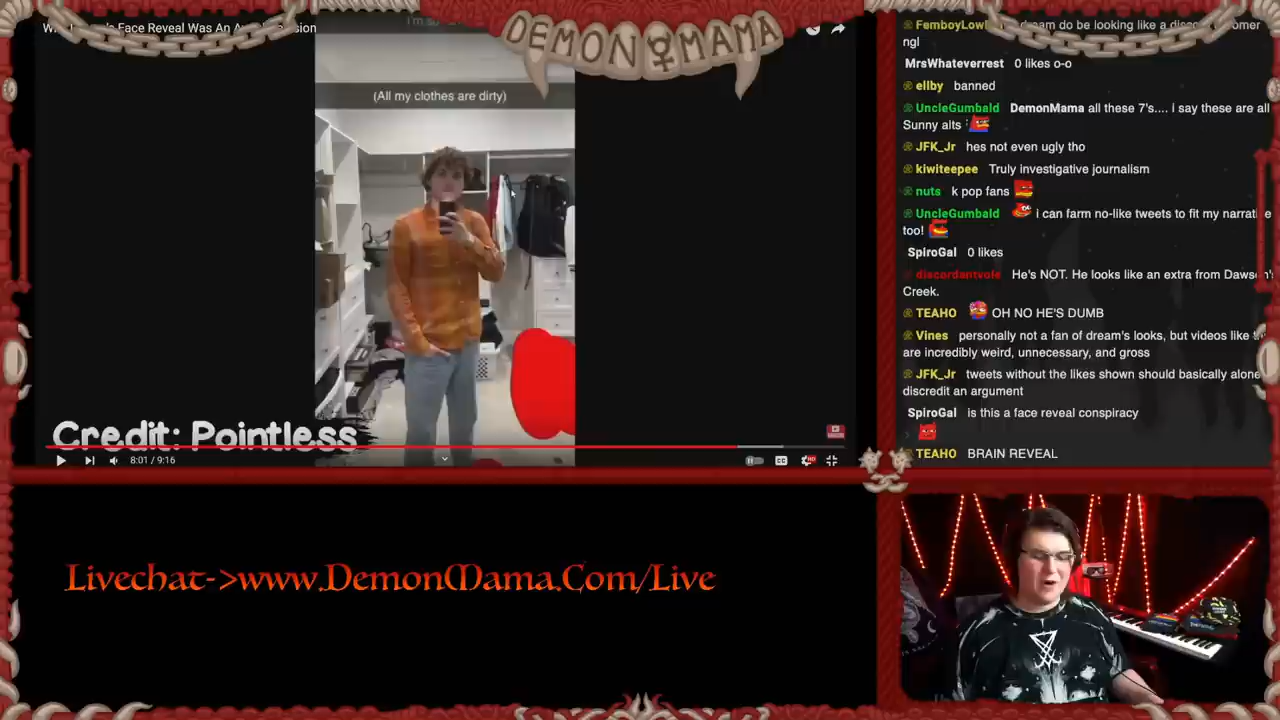 Face Reveal Was An
DEMON MAMA
(All my clothes are dirty)
Credit: Pointless
8:01 / 9:16
Livechat->www.DemonMama.Com/Live
dream do be looking like a
ngl
MrsWhateverrest 0 likes o-o
ellby banned
UncleGumbald DemonMama all these 7's.... i say these are all
Sunny alts
JFK_Jr hes not even ugly tho
kiwiteepee Truly investigative journalism
nuts k pop fans
UncleGumbald i can farm no-like tweets to fit my narrative
too!
SpiroGal 0 likes
discordantvole He's NOT. He looks like an extra from Dawson's
Creek.
TEAHO OH NO HE'S DUMB
Vines personally not a fan of dream's looks, but videos like
are incredibly weird, unnecessary, and gross
JFK_Jr tweets without the likes shown should basically alone
discredit an argument
SpiroGal is this a face reveal conspiracy
TEAHO BRAIN REVEAL